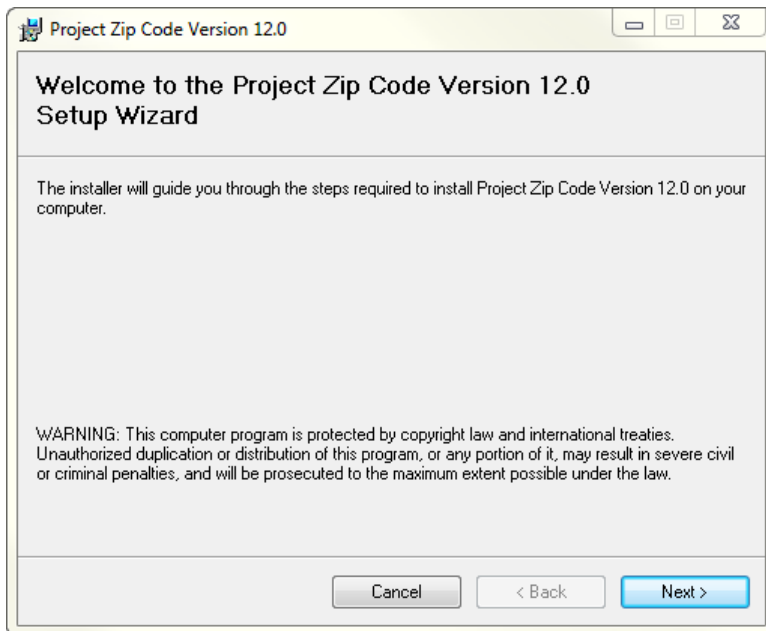 Project Zip Code Version 12.0
Welcome to the Project Zip Code Version 12.0
Setup Wizard
The installer will guide you through the steps required to install Project Zip Code Version 12.0 on your
computer.
WARNING: This computer program is protected by copyright law and international treaties.
Unauthorized duplication or distribution of this program, or any portion of it, may result in severe civil
or criminal penalties, and will be prosecuted to the maximum extent possible under the law.
Cancel < Back Next >